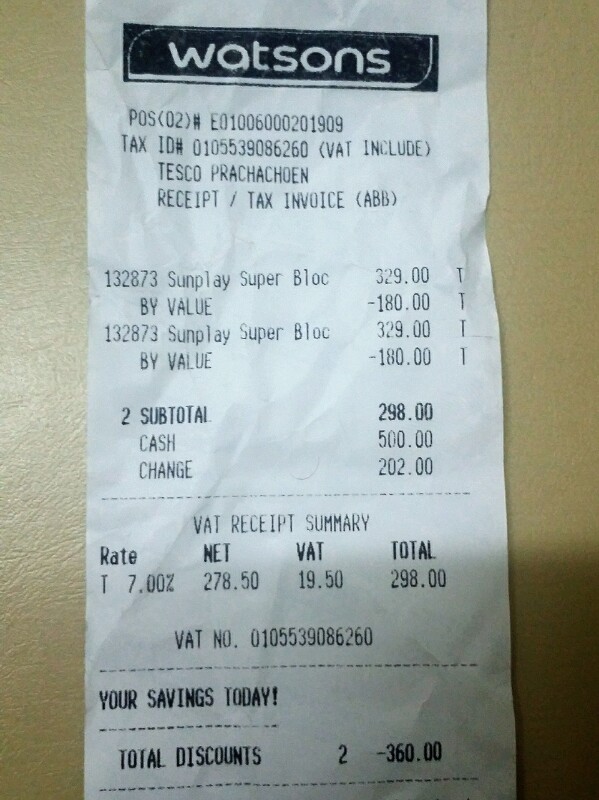 watsons
POS(02)# E01006000201909
TAX ID# 0105539086260 (VAT INCLUDE)
TESCO PRACHACHOEN
RECEIPT / TAX INVOICE (ABB)
132873 Sunplay Super Bloc 329.00 T
BY VALUE -180.00 T
132873 Sunplay Super Bloc 329.00 T
BY VALUE -180.00 T
2 SUBTOTAL 298.00
CASH 500.00
CHANGE 202.00
VAT RECEIPT SUMMARY
Rate NET VAT TOTAL
T 7.00% 278.50 19.50 298.00
VAT NO. 0105539086260
YOUR SAVINGS TODAY!
TOTAL DISCOUNTS 2 -360.00